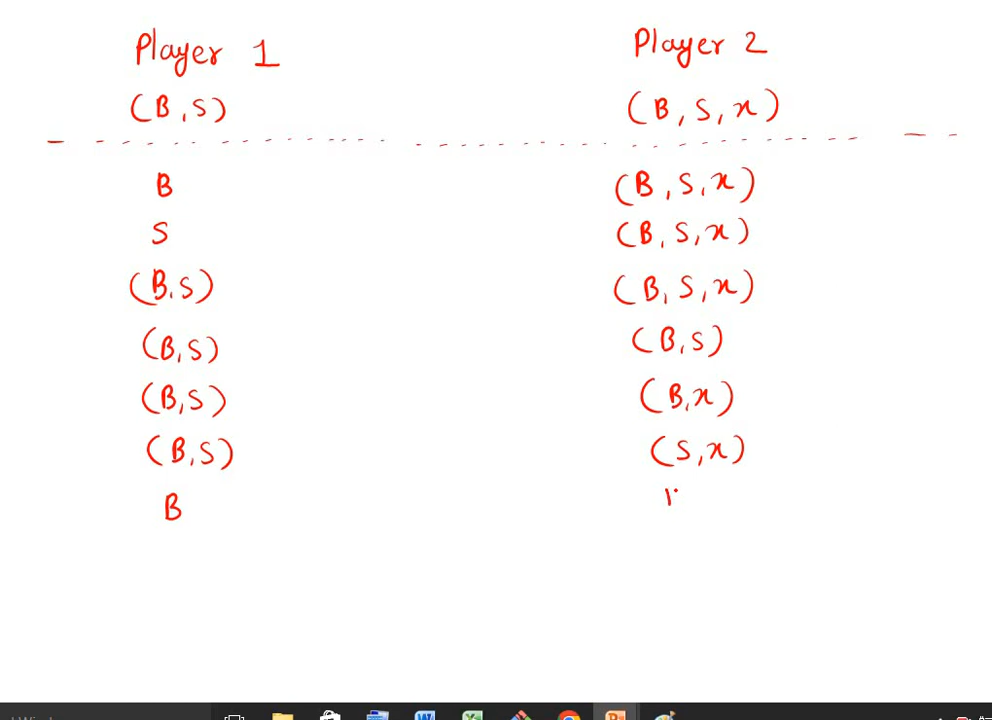 Player 1 Player 2
(B,S) (B,S,x)
B (B,S,x)
S (B,S,x)
(B,S) (B,S,x)
(B,S) (B,S)
(B,S) (B,x)
(B,S) (S,x)
B